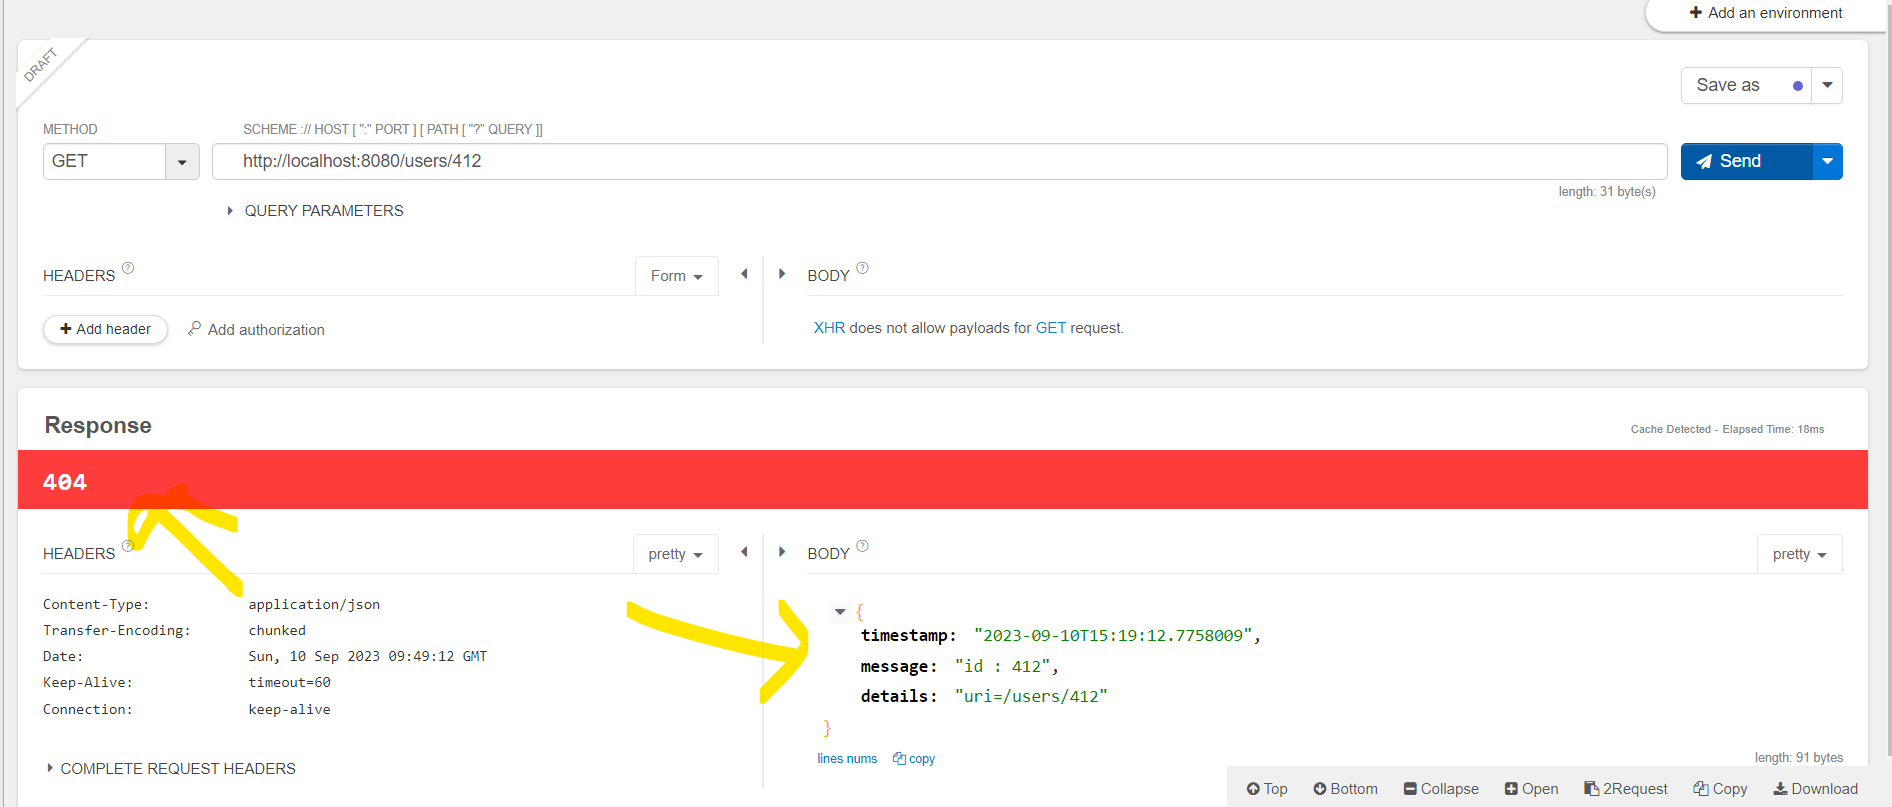 Add an environment
DRAFT
Save as
METHOD
SCHEME :// HOST [ ":" PORT ] [ PATH [ "?" QUERY ]]
GET
http://localhost:8080/users/412
Send
length: 31 byte(s)
QUERY PARAMETERS
HEADERS ?
Form
BODY ?
Add header
Add authorization
XHR does not allow payloads for GET request.
Response
Cache Detected - Elapsed Time: 18ms
404
HEADERS ?
pretty
BODY ?
pretty
Content-Type: application/json
Transfer-Encoding: chunked
Date: Sun, 10 Sep 2023 09:49:12 GMT
Keep-Alive: timeout=60
Connection: keep-alive
COMPLETE REQUEST HEADERS
{
timestamp: "2023-09-10T15:19:12.7758009",
message: "id : 412",
details: "uri=/users/412"
}
lines nums copy
length: 91 bytes
Top Bottom Collapse Open 2Request Copy Download